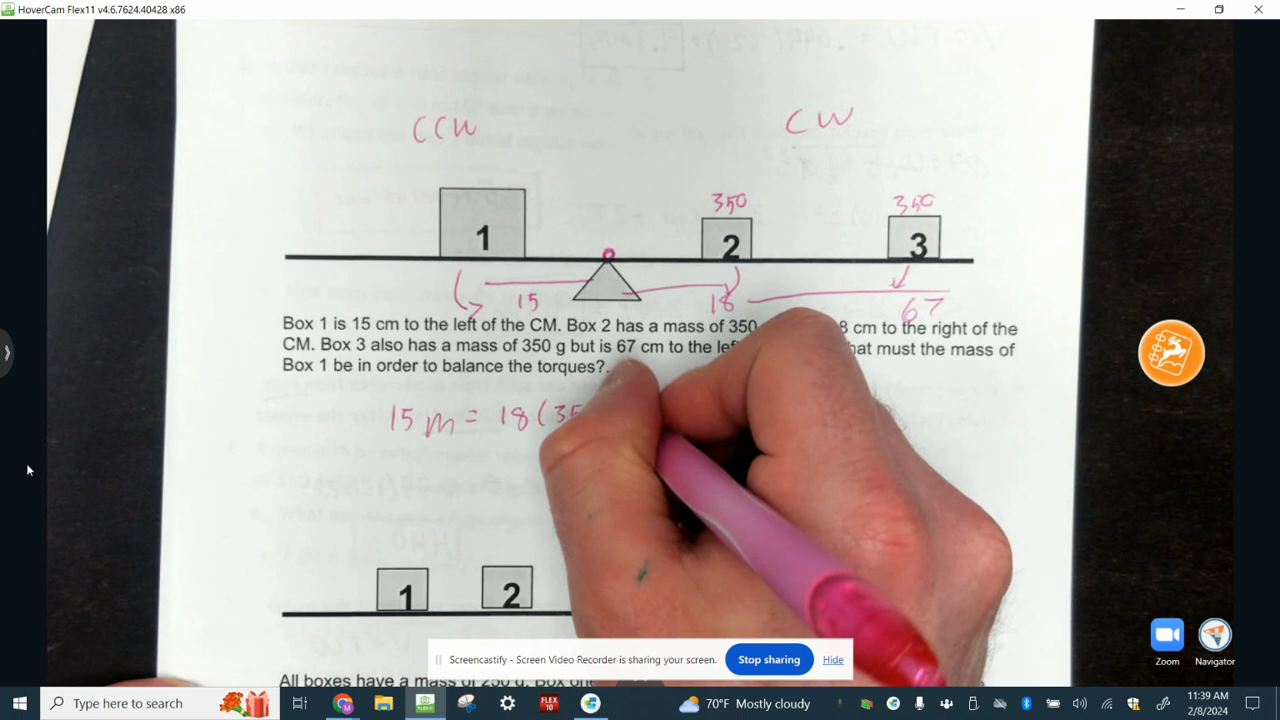 HoverCam Flex11 v4.6.7624.40428 x86
CCW
CW
350
350
1
2
3
15
18
67
Box 1 is 15 cm to the left of the CM. Box 2 has a mass of 350 8 cm to the right of the
CM. Box 3 also has a mass of 350 g but is 67 cm to the lef hat must the mass of
Box 1 be in order to balance the torques?.
15 m = 18 (35
1
2
Screencastify - Screen Video Recorder is sharing your screen.
Stop sharing
Hide
Zoom
Navigator
All boxes have a mass of 250 g. Box one
Type here to search
FLEX 10
70°F Mostly cloudy
11:39 AM
2/8/2024